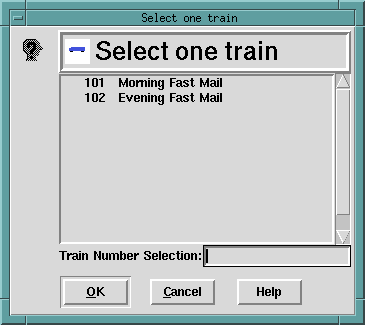 Select one train
Select one train
101 Morning Fast Mail
102 Evening Fast Mail
Train Number Selection:
OK Cancel Help